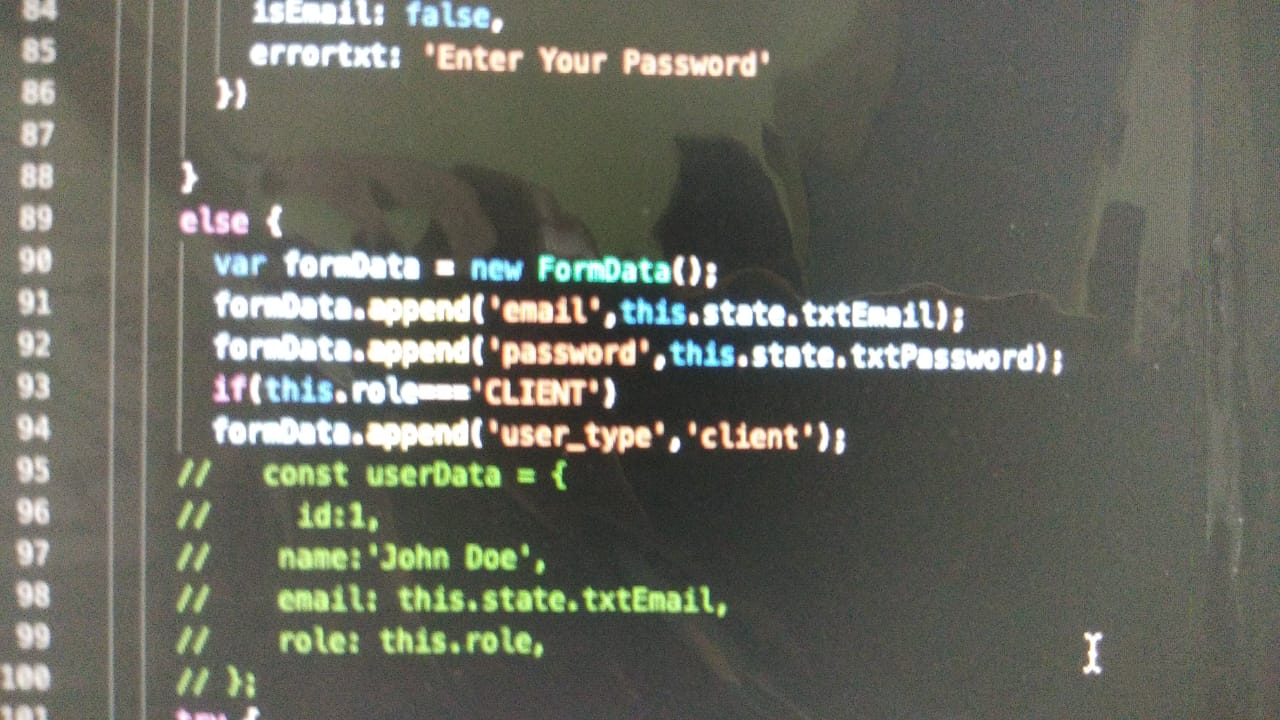 84 isEmail: false,
85 errortxt: 'Enter Your Password'
86 })
87
88 }
89 else {
90 var formData = new FormData();
91 formData.append('email',this.state.txtEmail);
92 formData.append('password',this.state.txtPassword);
93 if(this.role==='CLIENT')
94 formData.append('user_type','client');
95 // const userData = {
96 // id:1,
97 // name:'John Doe',
98 // email: this.state.txtEmail,
99 // role: this.role,
100 // };
101 try {